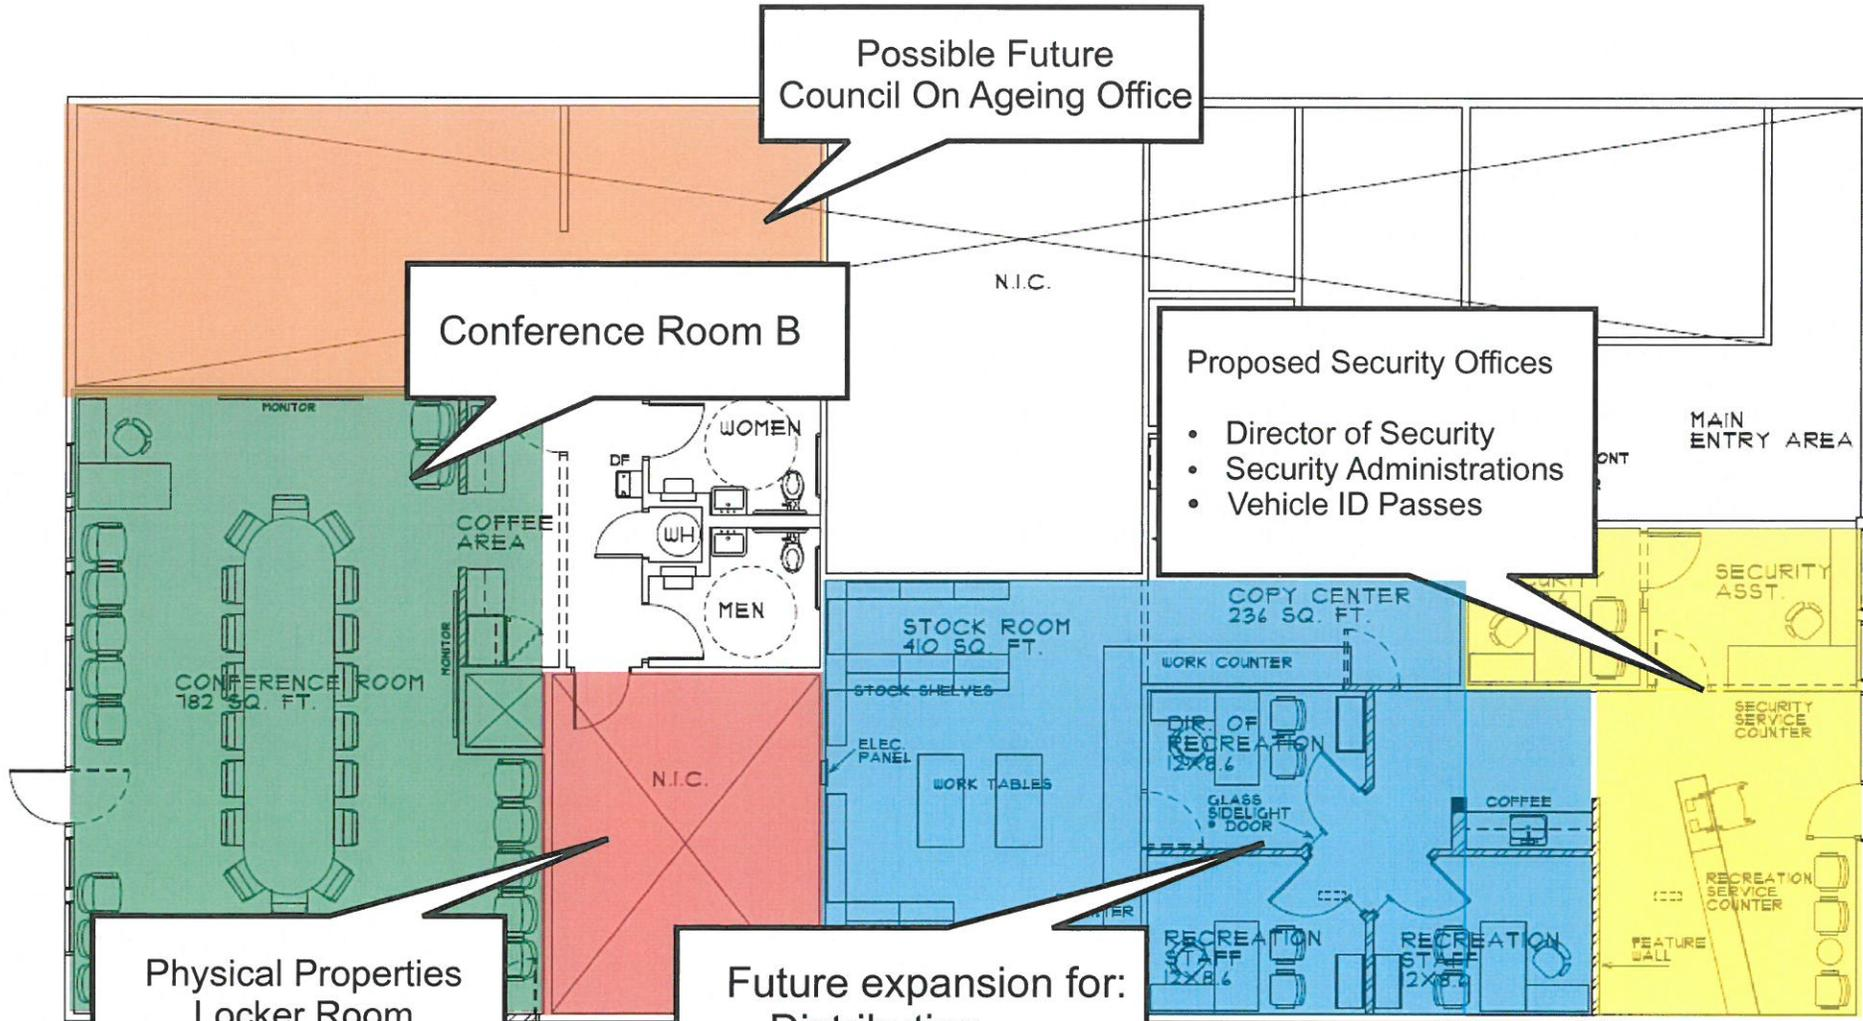 Possible Future
Council On Ageing Office
Conference Room B
N.I.C.
Proposed Security Offices
• Director of Security
• Security Administrations
• Vehicle ID Passes
MAIN
ENTRY AREA
MONITOR
WOMEN
DF
WH
MEN
COFFEE
AREA
MONITOR
CONFERENCE ROOM
782 SQ. FT.
STOCK ROOM
410 SQ. FT.
STOCK SHELVES
COPY CENTER
236 SQ. FT.
WORK COUNTER
SECURITY
ASST.
SECURITY
SERVICE
COUNTER
ELEC.
PANEL
WORK TABLES
N.I.C.
DIR. OF
RECREATION
12X8.6
GLASS
SIDELIGHT
DOOR
COFFEE
RECREATION
SERVICE
COUNTER
FEATURE
WALL
RECREATION
STAFF
12X8.6
RECREATION
STAFF
12X8.6
Physical Properties
Locker Room
Future expansion for:
Distribution